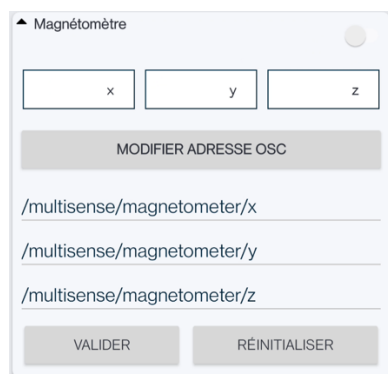 Magnétomètre
x y z
MODIFIER ADRESSE OSC
/multisense/magnetometer/x
/multisense/magnetometer/y
/multisense/magnetometer/z
VALIDER RÉINITIALISER